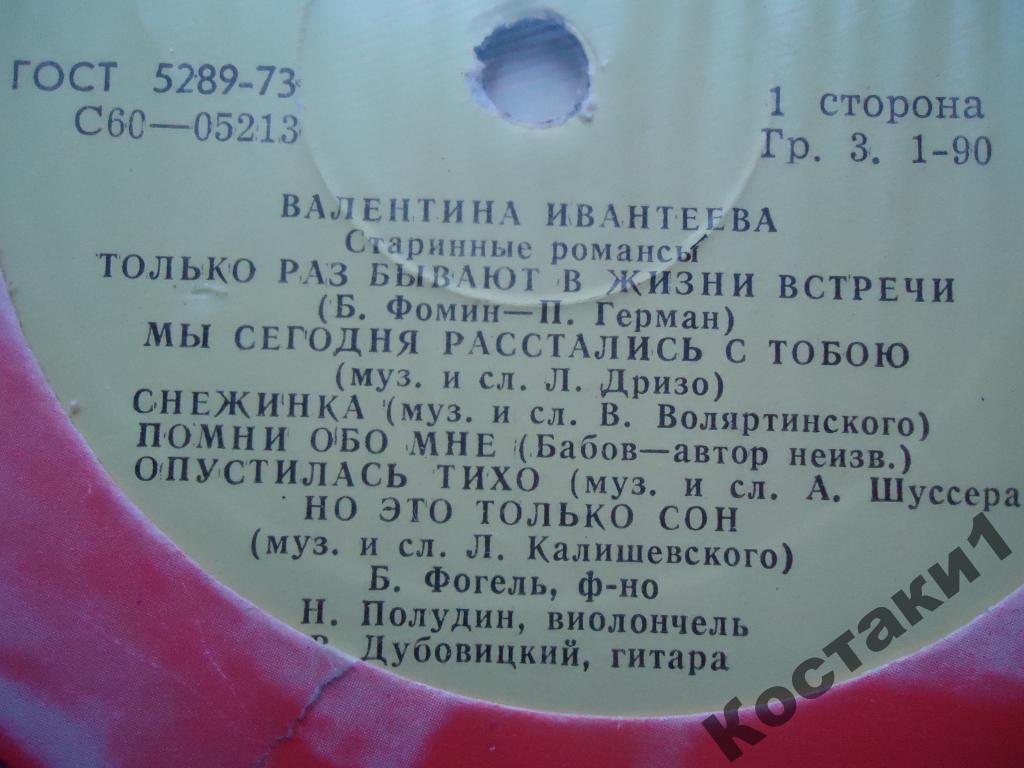 ГОСТ 5289-73
С60—05213
1 сторона
Гр. 3. 1-90
ВАЛЕНТИНА ИВАНТЕЕВА
Старинные романсы
ТОЛЬКО РАЗ БЫВАЮТ В ЖИЗНИ ВСТРЕЧИ
(Б. Фомин—П. Герман)
МЫ СЕГОДНЯ РАССТАЛИСЬ С ТОБОЮ
(муз. и сл. Л. Дризо)
СНЕЖИНКА (муз. и сл. В. Воляртинского)
ПОМНИ ОБО МНЕ (Бабов—автор неизв.)
ОПУСТИЛАСЬ ТИХО (муз. и сл. А. Шуссера
НО ЭТО ТОЛЬКО СОН
(муз. и сл. Л. Калишевского)
Б. Фогель, ф-но
Н. Полудин, виолончель
Дубовицкий, гитара
Костаки1